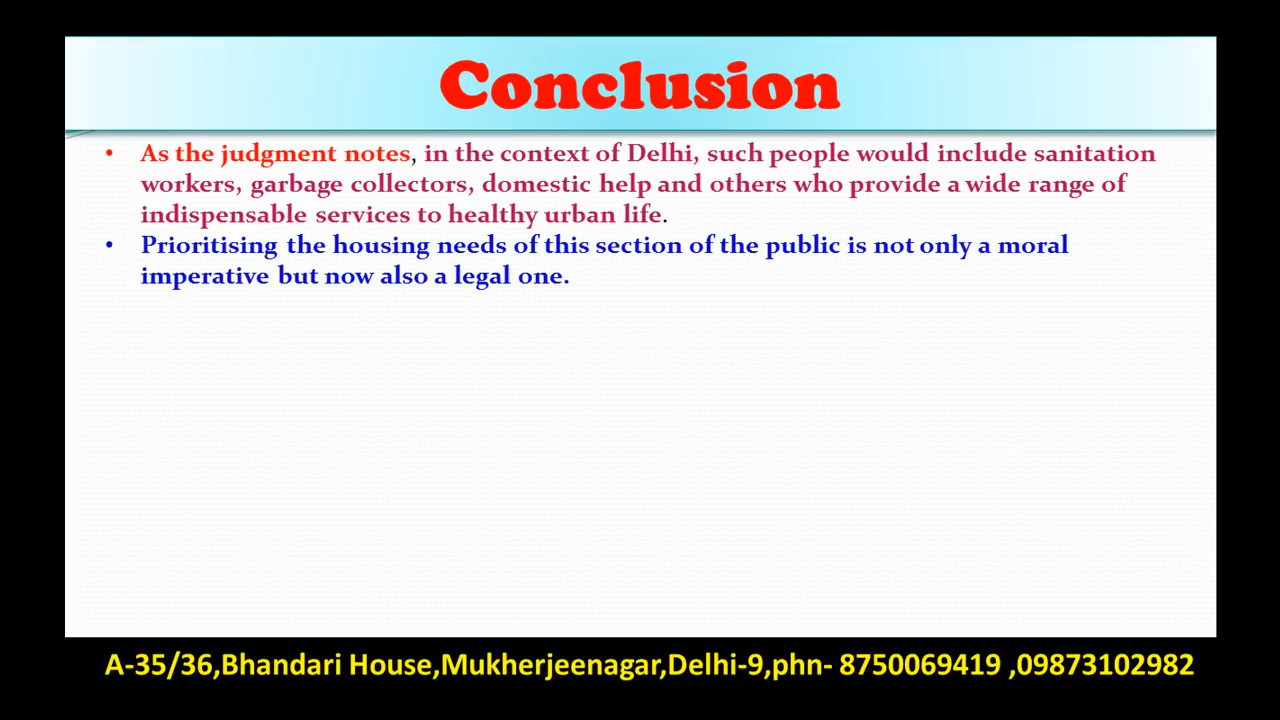 Conclusion
• As the judgment notes, in the context of Delhi, such people would include sanitation
workers, garbage collectors, domestic help and others who provide a wide range of
indispensable services to healthy urban life.
• Prioritising the housing needs of this section of the public is not only a moral
imperative but now also a legal one.
A-35/36,Bhandari House,Mukherjeenagar,Delhi-9,phn- 8750069419 ,09873102982